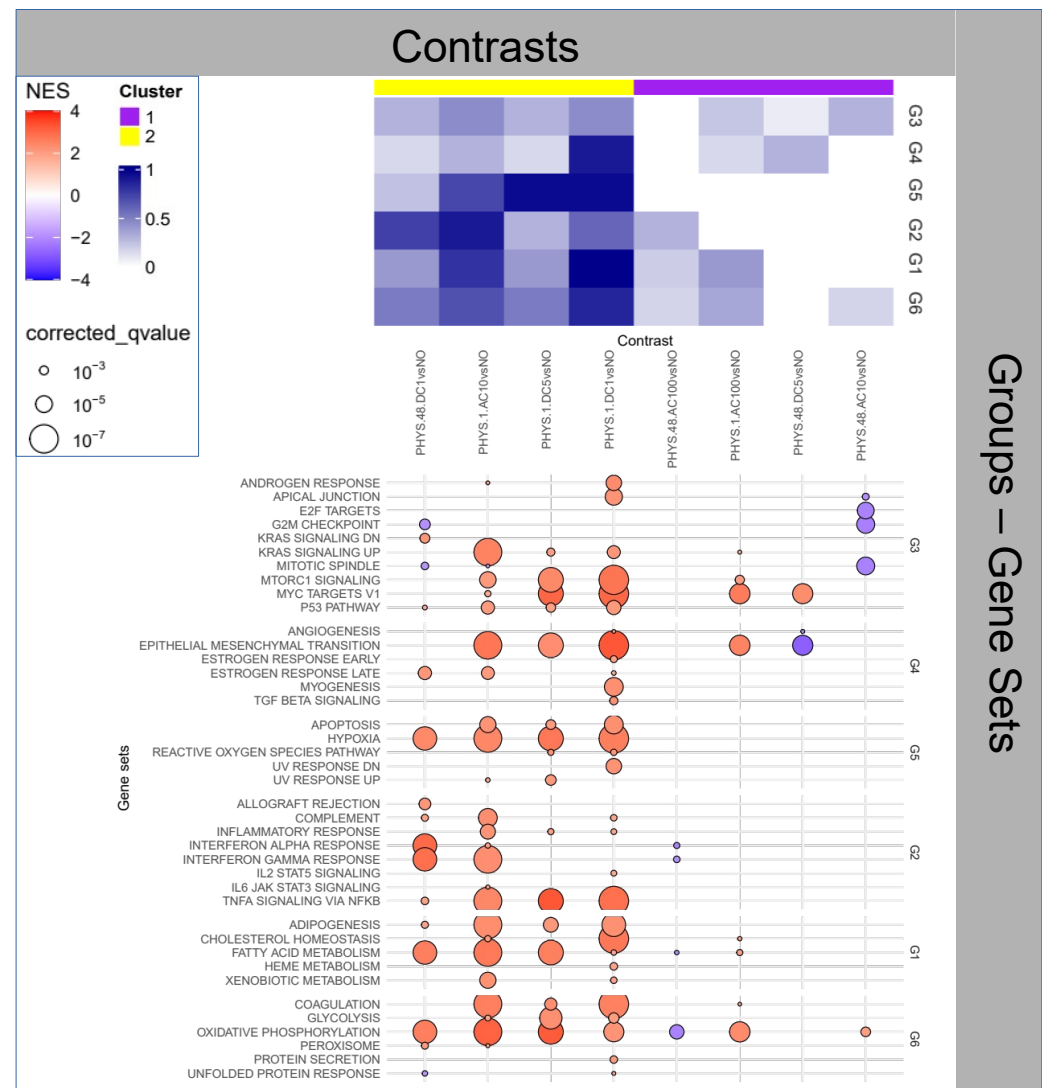 Contrasts
NES
4
2
0
−2
−4
Cluster
1
2
1
0.5
0
corrected_qvalue
10⁻³
10⁻⁵
10⁻⁷
G3
G4
G5
G2
G1
G6
Contrast
PHYS.48.DC1vsNO
PHYS.1.AC10vsNO
PHYS.1.DC5vsNO
PHYS.1.DC1vsNO
PHYS.48.AC100vsNO
PHYS.1.AC100vsNO
PHYS.48.DC5vsNO
PHYS.48.AC10vsNO
Groups – Gene Sets
Gene sets
ANDROGEN RESPONSE
APICAL JUNCTION
E2F TARGETS
G2M CHECKPOINT
KRAS SIGNALING DN
KRAS SIGNALING UP
MITOTIC SPINDLE
MTORC1 SIGNALING
MYC TARGETS V1
P53 PATHWAY
G3
ANGIOGENESIS
EPITHELIAL MESENCHYMAL TRANSITION
ESTROGEN RESPONSE EARLY
ESTROGEN RESPONSE LATE
MYOGENESIS
TGF BETA SIGNALING
G4
APOPTOSIS
HYPOXIA
REACTIVE OXYGEN SPECIES PATHWAY
UV RESPONSE DN
UV RESPONSE UP
G5
ALLOGRAFT REJECTION
COMPLEMENT
INFLAMMATORY RESPONSE
INTERFERON ALPHA RESPONSE
INTERFERON GAMMA RESPONSE
IL2 STAT5 SIGNALING
IL6 JAK STAT3 SIGNALING
TNFA SIGNALING VIA NFKB
G2
ADIPOGENESIS
CHOLESTEROL HOMEOSTASIS
FATTY ACID METABOLISM
HEME METABOLISM
XENOBIOTIC METABOLISM
G1
COAGULATION
GLYCOLYSIS
OXIDATIVE PHOSPHORYLATION
PEROXISOME
PROTEIN SECRETION
UNFOLDED PROTEIN RESPONSE
G6